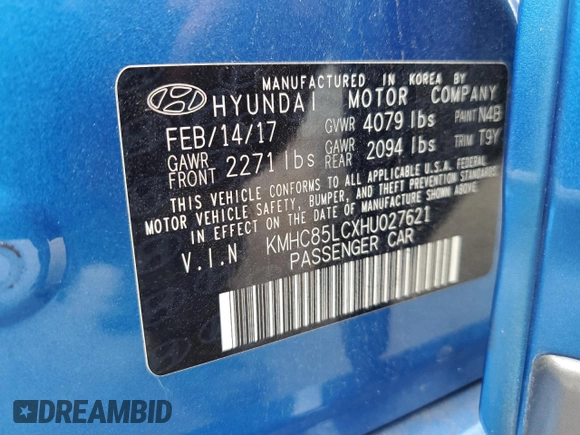 MANUFACTURED IN KOREA BY
HYUNDAI MOTOR COMPANY
FEB/14/17 GVWR 4079 lbs PAINT N4B
GAWR FRONT 2271 lbs GAWR REAR 2094 lbs TRIM T9Y
THIS VEHICLE CONFORMS TO ALL APPLICABLE U.S.A. FEDERAL
MOTOR VEHICLE SAFETY, BUMPER, AND THEFT PREVENTION STANDARDS
IN EFFECT ON THE DATE OF MANUFACTURE SHOWN ABOVE.
V.I.N KMHC85LCXHU027621
PASSENGER CAR
DREAMBID